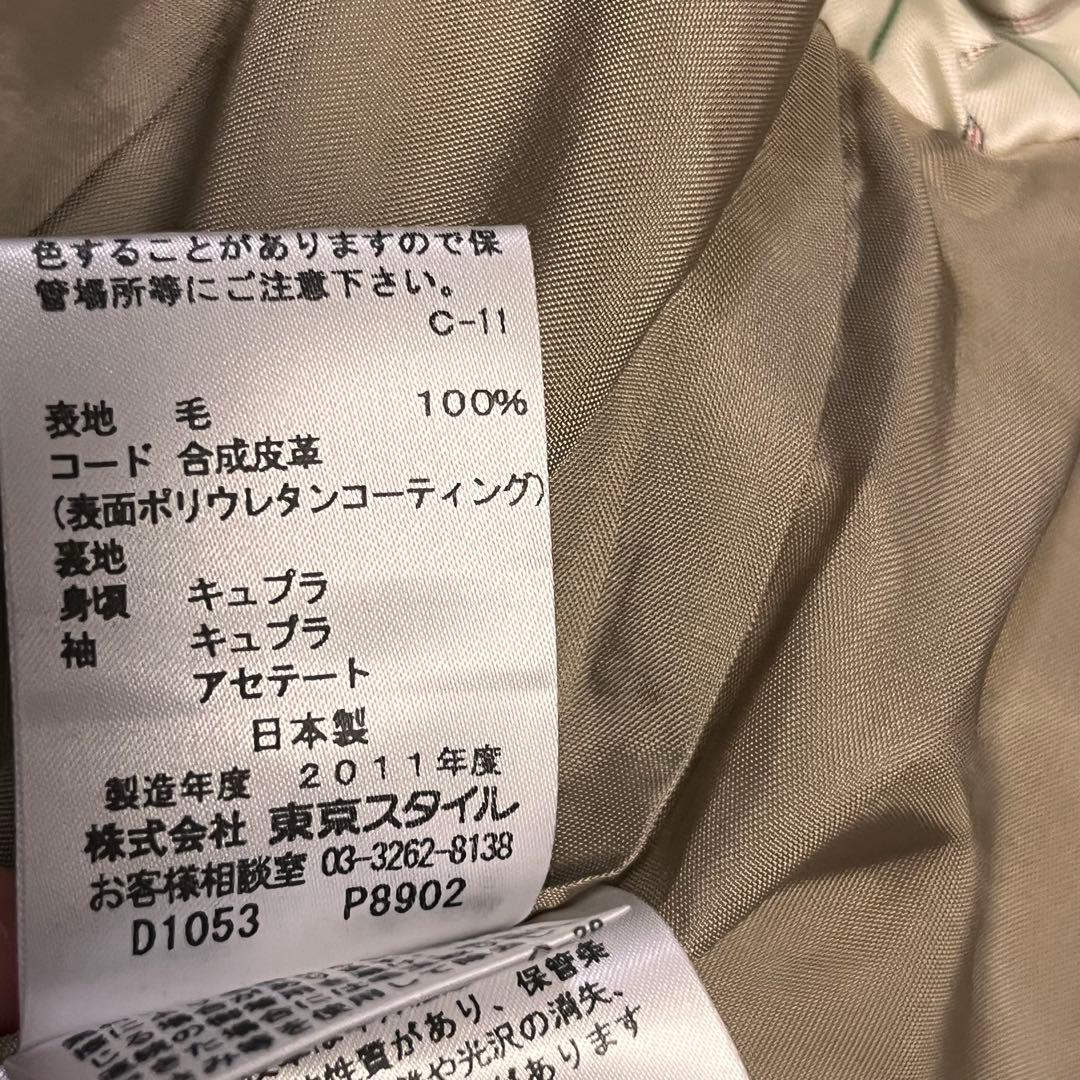 色することがありますので保
管場所等にご注意下さい。
C-11
表地 毛 100%
コード 合成皮革
(表面ポリウレタンコーティング)
裏地
身頃 キュプラ
袖 キュプラ
アセテート
日本製
製造年度 2011年度
株式会社 東京スタイル
お客様相談室 03-3262-8138
D1053 P8902
性質があり、保管条
や光沢の消失、
あります